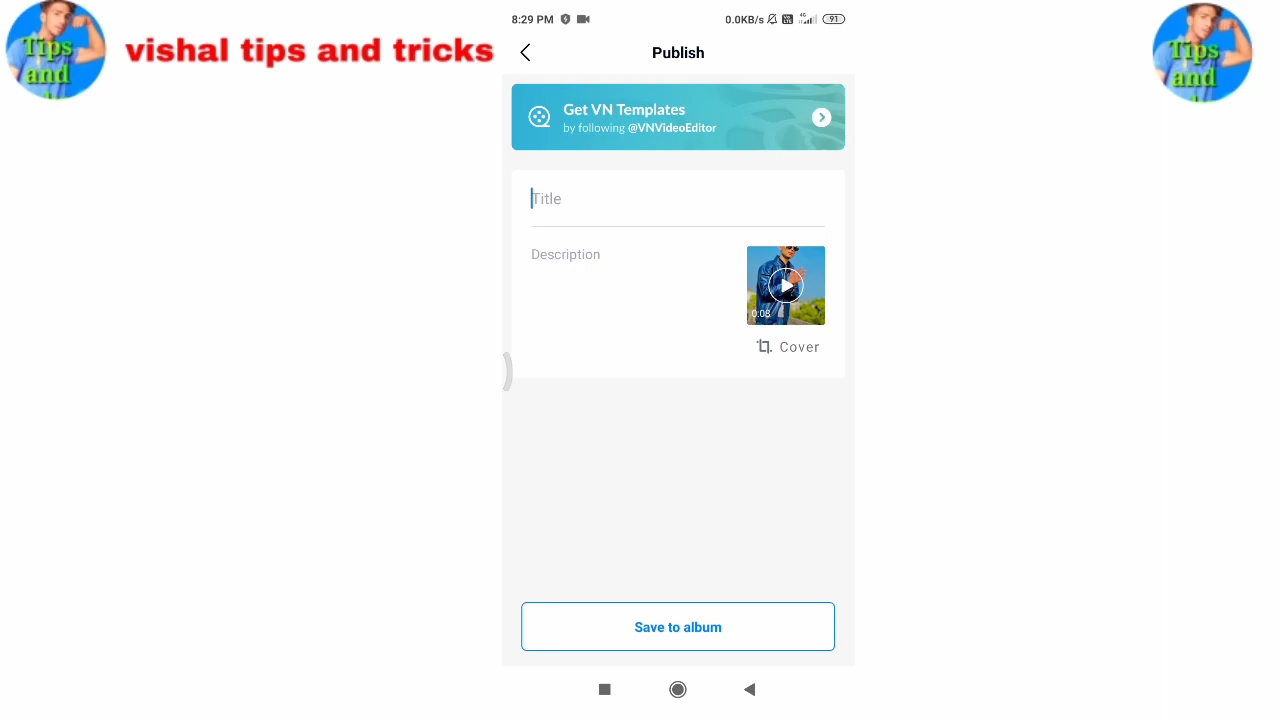 Tips
and
vishal tips and tricks
8:29 PM
0.0KB/s
4G
91
Publish
Get VN Templates
by following @VNVideoEditor
Title
Description
0:08
Cover
Save to album
Tips
and